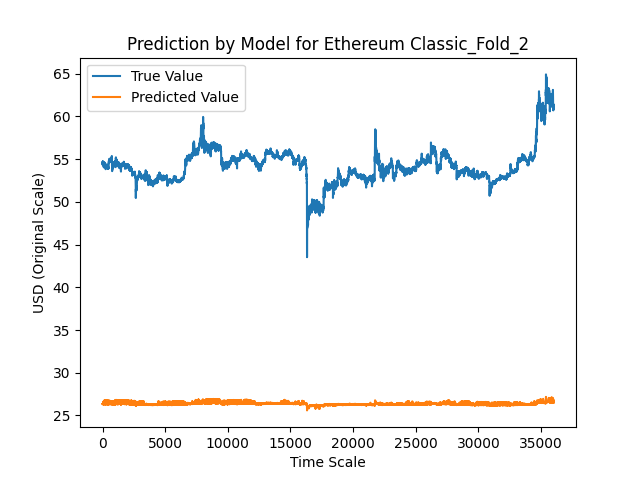 Prediction by Model for Ethereum Classic_Fold_2
True Value
Predicted Value
USD (Original Scale)
65
60
55
50
45
40
35
30
25
0 5000 10000 15000 20000 25000 30000 35000
Time Scale